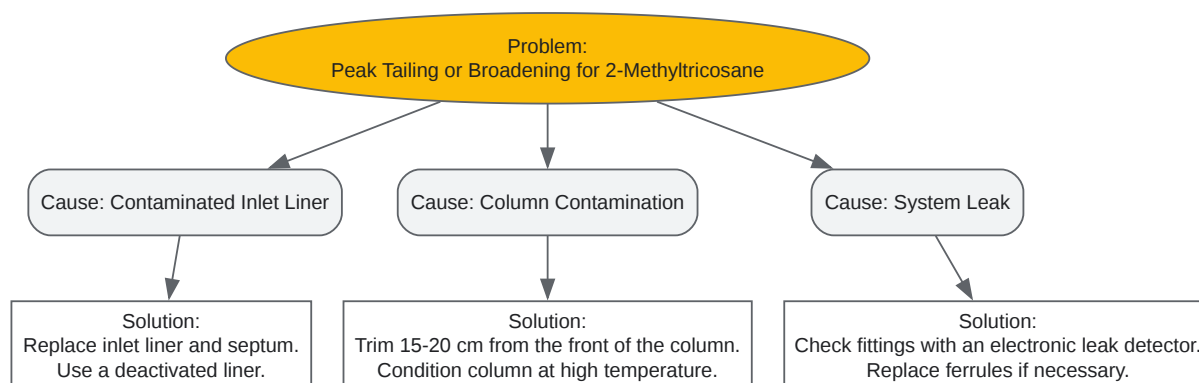 Problem:
Peak Tailing or Broadening for 2-Methyltricosane
Cause: Contaminated Inlet Liner
Cause: Column Contamination
Cause: System Leak
Solution:
Replace inlet liner and septum.
Use a deactivated liner.
Solution:
Trim 15-20 cm from the front of the column.
Condition column at high temperature.
Solution:
Check fittings with an electronic leak detector.
Replace ferrules if necessary.